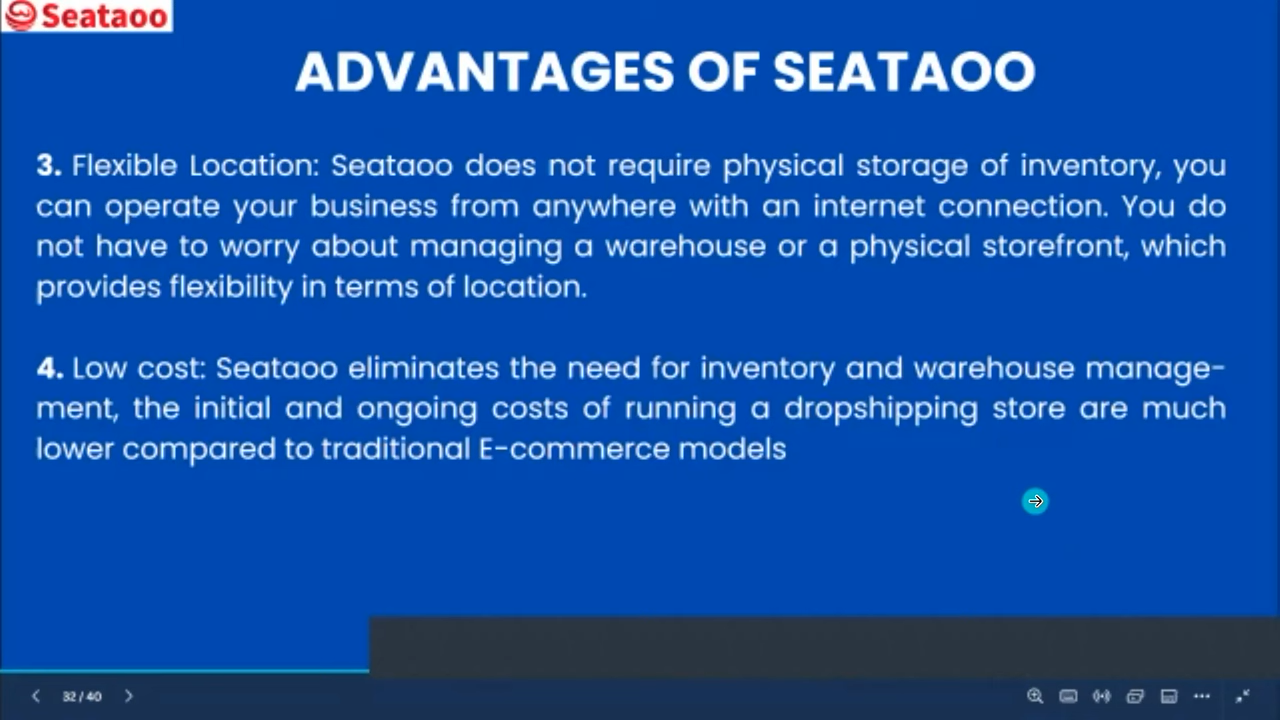 Seataoo
ADVANTAGES OF SEATAOO
3. Flexible Location: Seataoo does not require physical storage of inventory, you
can operate your business from anywhere with an internet connection. You do
not have to worry about managing a warehouse or a physical storefront, which
provides flexibility in terms of location.
4. Low cost: Seataoo eliminates the need for inventory and warehouse manage-
ment, the initial and ongoing costs of running a dropshipping store are much
lower compared to traditional E-commerce models
32 / 40